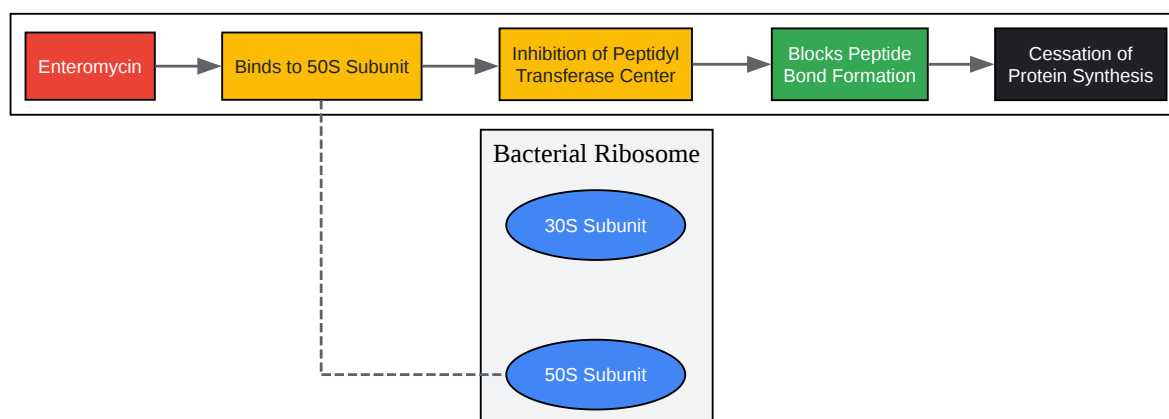 Enteromycin
Binds to 50S Subunit
Inhibition of Peptidyl
Transferase Center
Blocks Peptide
Bond Formation
Cessation of
Protein Synthesis
Bacterial Ribosome
30S Subunit
50S Subunit